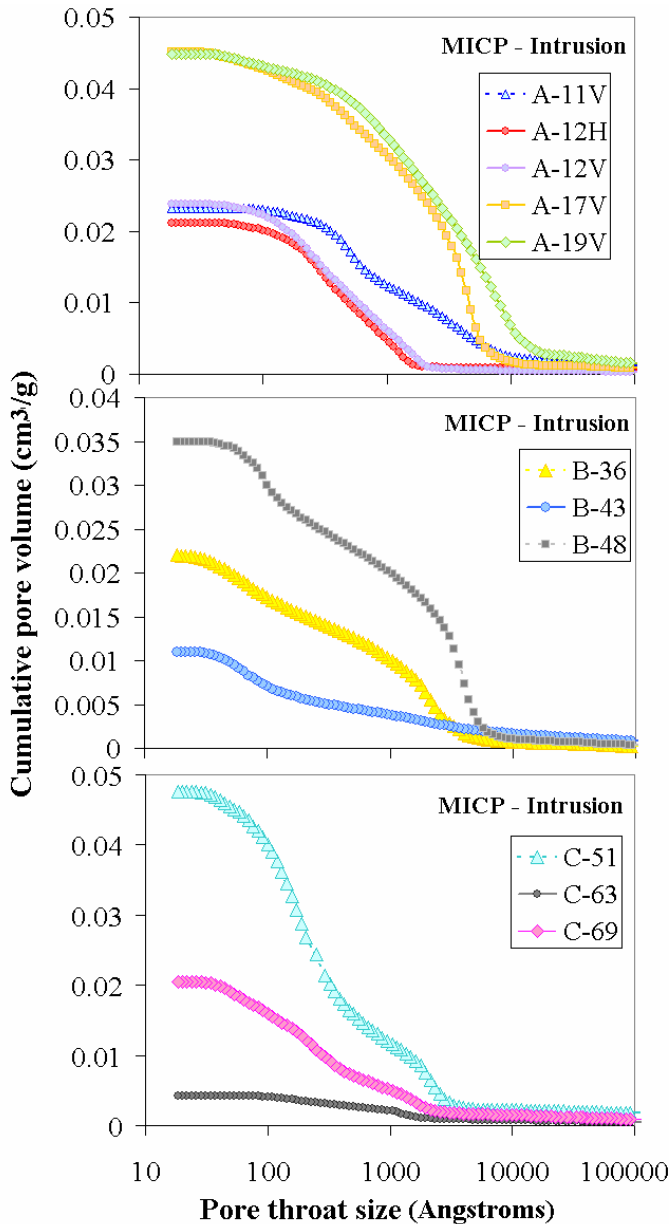 0.05
MICP - Intrusion
A-11V
A-12H
A-12V
A-17V
A-19V
0.04
0.03
0.02
0.01
0
0.04
MICP - Intrusion
B-36
B-43
B-48
0.035
0.03
0.025
0.02
0.015
0.01
0.005
0
Cumulative pore volume (cm3/g)
0.05
MICP - Intrusion
C-51
C-63
C-69
0.04
0.03
0.02
0.01
0
10 100 1000 10000 100000
Pore throat size (Angstroms)